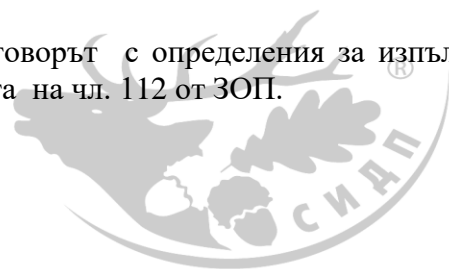 говорът с определения за изпъл
та на чл. 112 от ЗОП.
®
СИДП